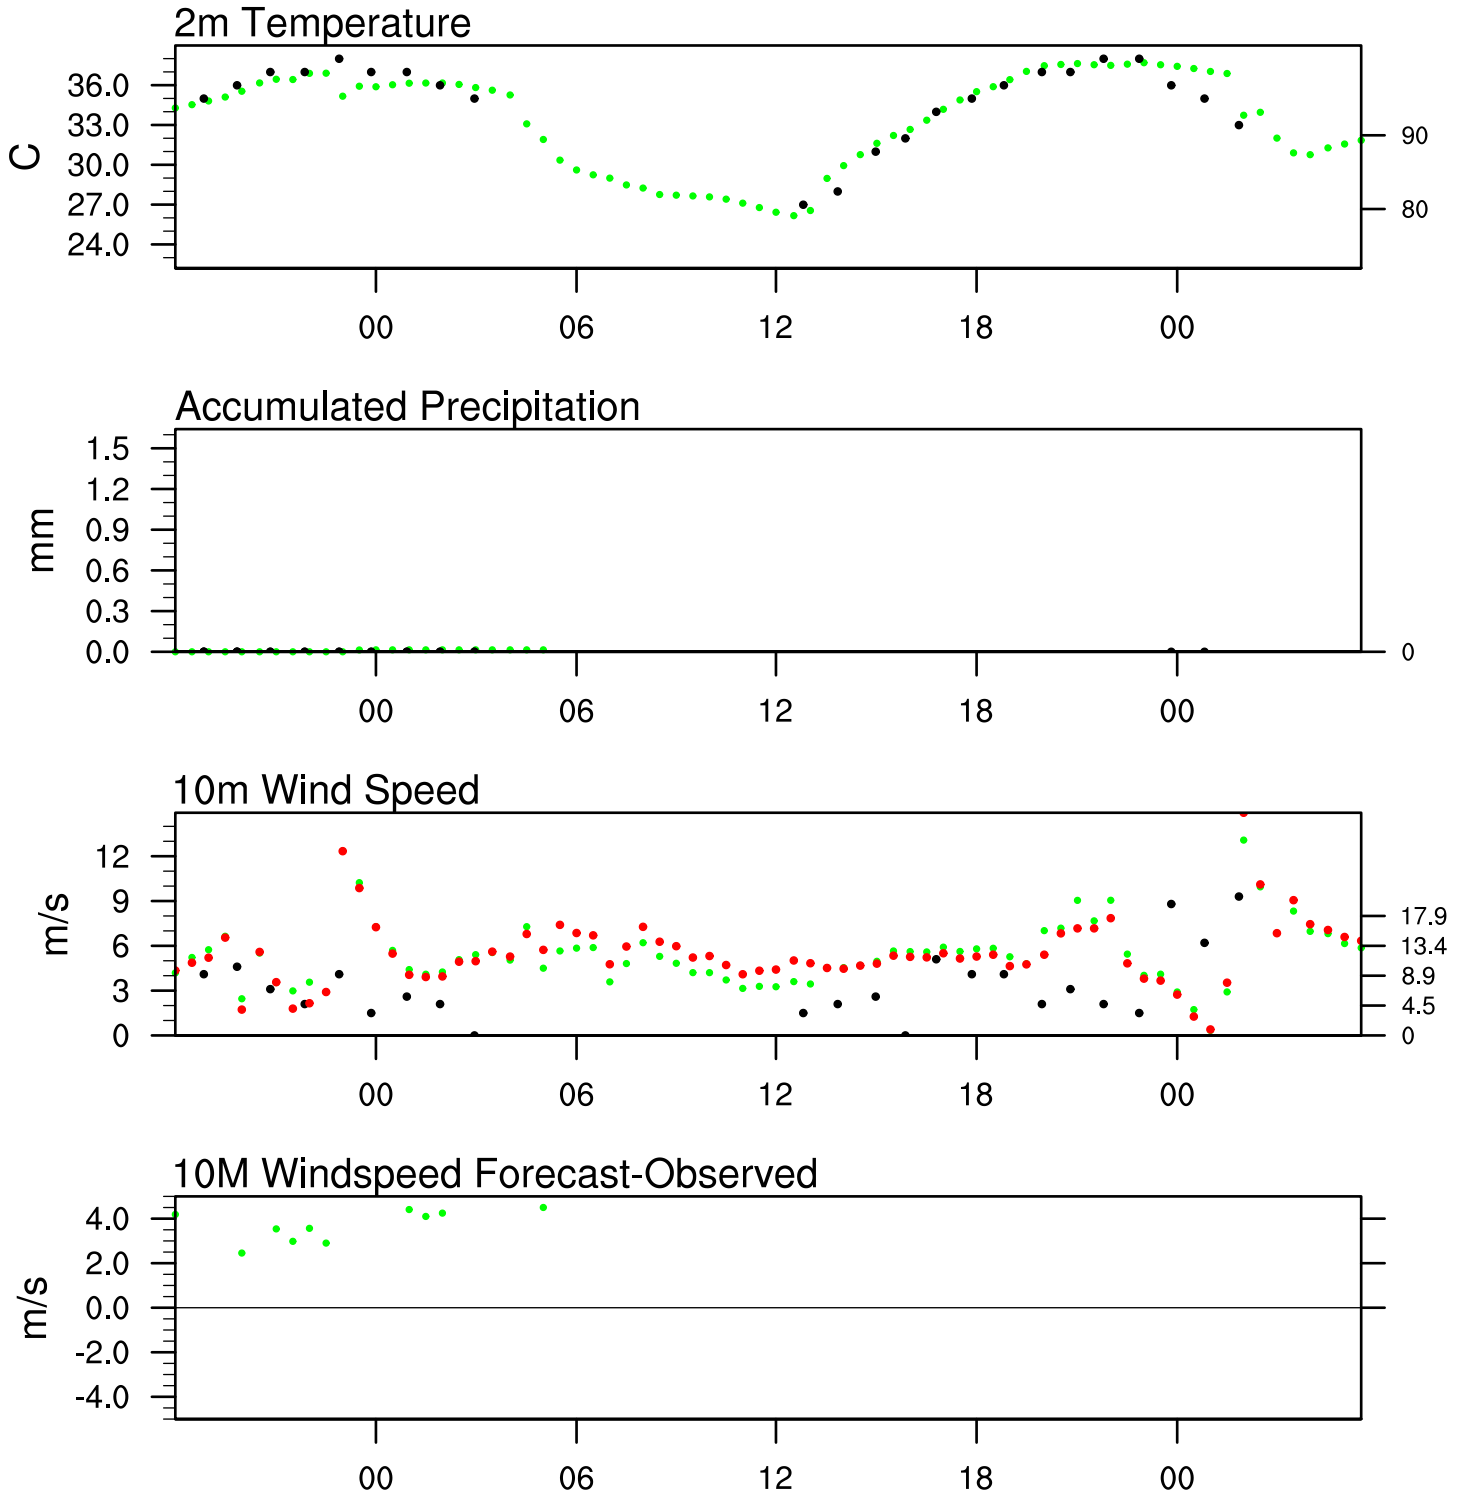 2m Temperature
C
36.0
33.0
30.0
27.0
24.0
90
80
00 06 12 18 00
Accumulated Precipitation
mm
1.5
1.2
0.9
0.6
0.3
0.0
0
00 06 12 18 00
10m Wind Speed
m/s
12
9
6
3
0
17.9
13.4
8.9
4.5
0
00 06 12 18 00
10M Windspeed Forecast-Observed
m/s
4.0
2.0
0.0
-2.0
-4.0
00 06 12 18 00